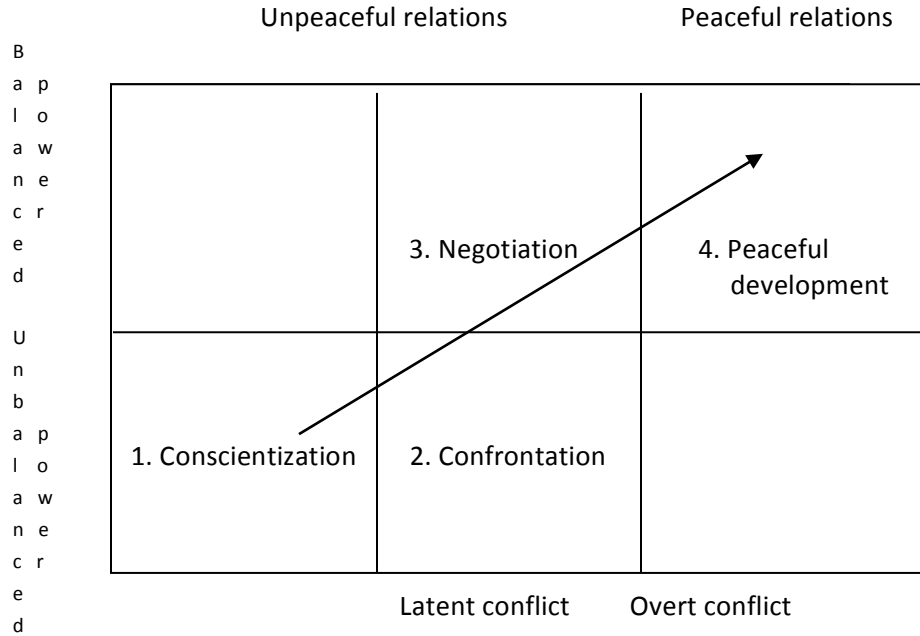 Unpeaceful relations
Peaceful relations
Balanced
power
3. Negotiation
4. Peaceful
development
Unbalanced
power
1. Conscientization
2. Confrontation
Latent conflict
Overt conflict